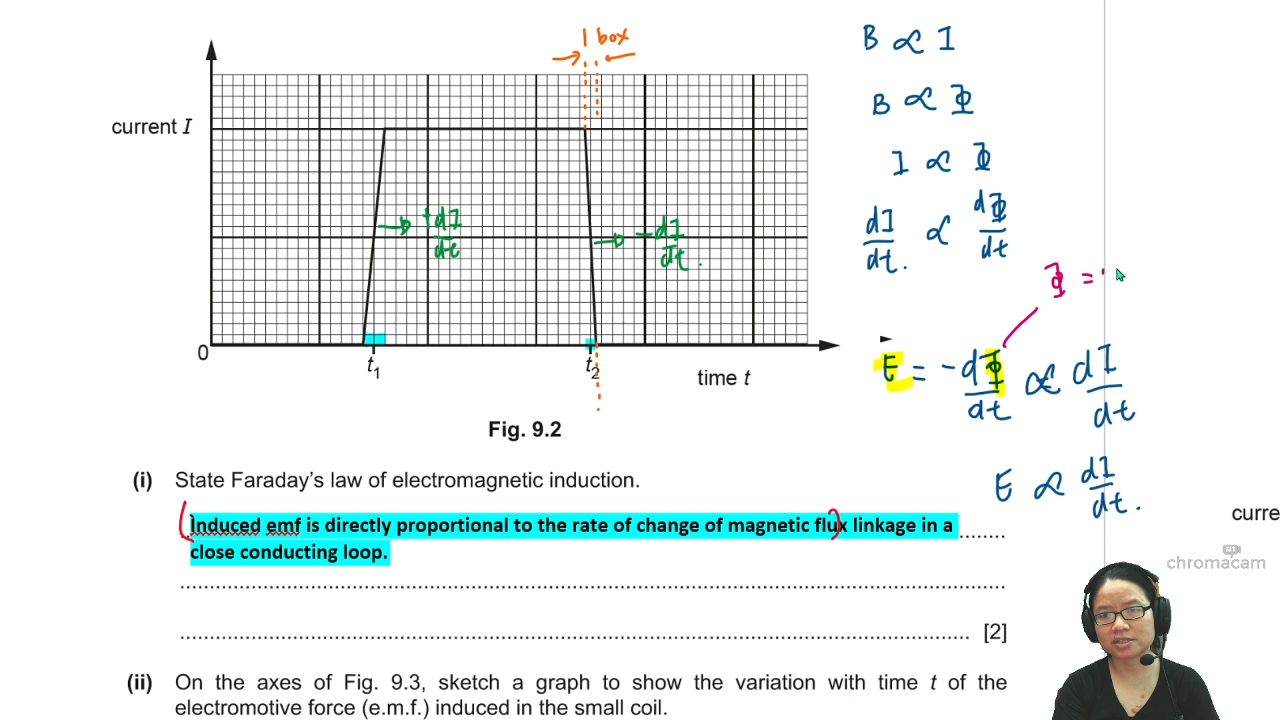 1 box
current I
0
t1
t2
time t
+dI
dt
-dI
dt.
Fig. 9.2
B ∝ I
B ∝ Φ
I ∝ Φ
dI/dt. ∝ dΦ/dt
Φ =
E = -dΦ/dt ∝ dI/dt
E ∝ dI/dt.
(i) State Faraday's law of electromagnetic induction.
Induced emf is directly proportional to the rate of change of magnetic flux linkage in a
close conducting loop.
[2]
(ii) On the axes of Fig. 9.3, sketch a graph to show the variation with time t of the
electromotive force (e.m.f.) induced in the small coil.
curre
chromacam